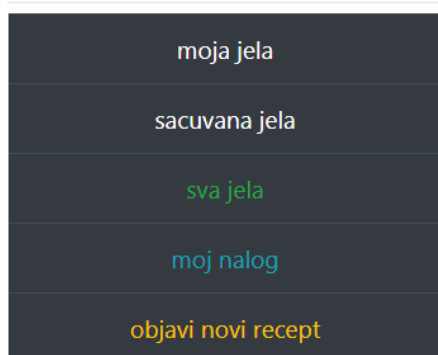 moja jela
sacuvana jela
sva jela
moj nalog
objavi novi recept